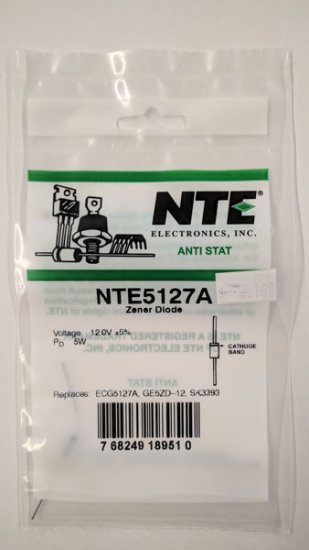 NTE®
ELECTRONICS, INC.
ANTI STAT
NTE5127A
Zener Diode
Voltage 12.0V ±5%
PD 5W
CATHODE
BAND
Replaces: ECG5127A, GE5ZD-12, SK3393
7 68249 18951 0